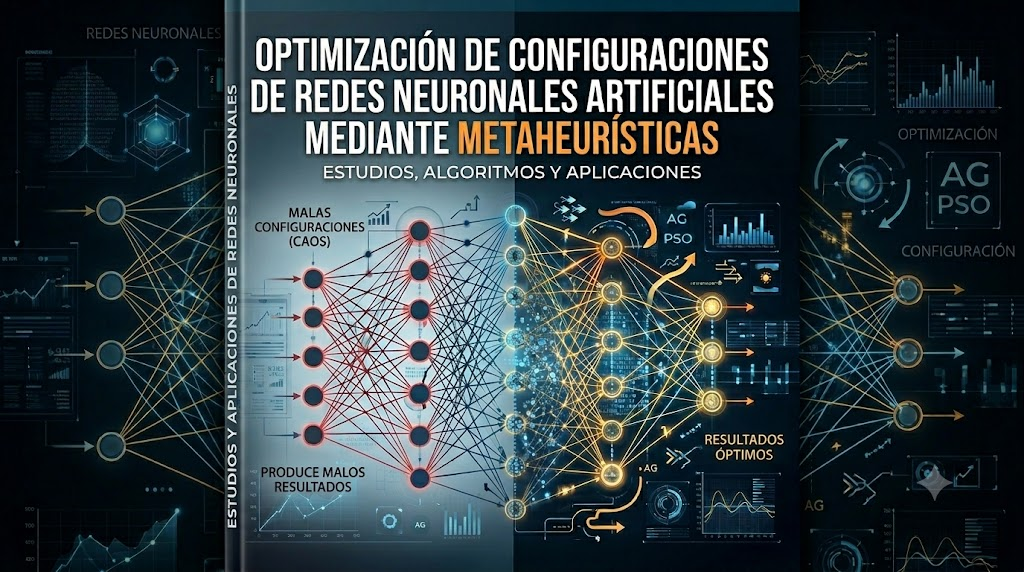 REDES NEURONALES
OPTIMIZACIÓN DE CONFIGURACIONES
DE REDES NEURONALES ARTIFICIALES
MEDIANTE METAHEURÍSTICAS
ESTUDIOS, ALGORITMOS Y APLICACIONES
ESTUDIOS Y APLICACIONES DE REDES NEURONALES
MALAS
CONFIGURACIONES
(CAOS)
AG
PSO
PRODUCE MALOS
RESULTADOS
AG
AG
RESULTADOS
ÓPTIMOS
OPTIMIZACIÓN
AG
PSO
CONFIGURACIÓN
AG